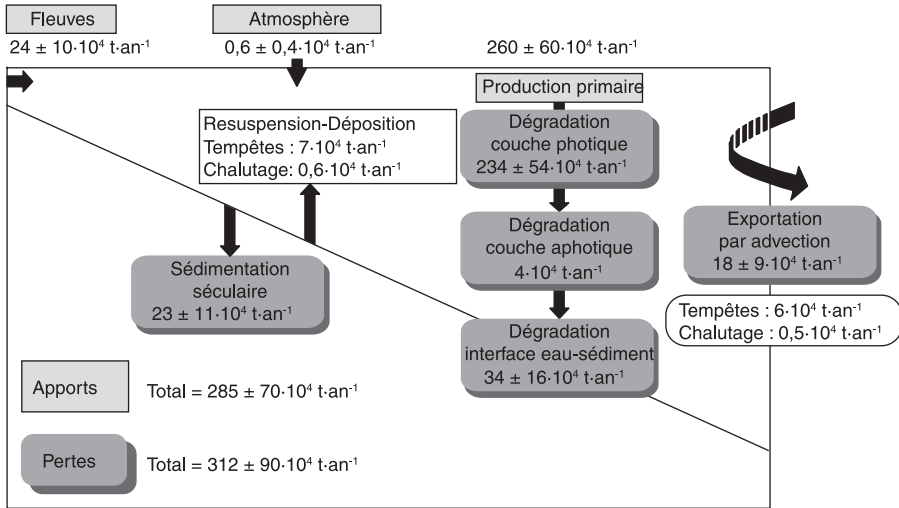 Fleuves
24 ± 10·10⁴ t·an⁻¹
Atmosphère
0,6 ± 0,4·10⁴ t·an⁻¹
260 ± 60·10⁴ t·an⁻¹
Production primaire
Resuspension-Déposition
Tempêtes : 7·10⁴ t·an⁻¹
Chalutage: 0,6·10⁴ t·an⁻¹
Dégradation
couche photique
234 ± 54·10⁴ t·an⁻¹
Dégradation
couche aphotique
4·10⁴ t·an⁻¹
Exportation
par advection
18 ± 9·10⁴ t·an⁻¹
Sédimentation
séculaire
23 ± 11·10⁴ t·an⁻¹
Tempêtes : 6·10⁴ t·an⁻¹
Chalutage : 0,5·10⁴ t·an⁻¹
Dégradation
interface eau-sédiment
34 ± 16·10⁴ t·an⁻¹
Apports
Total = 285 ± 70·10⁴ t·an⁻¹
Pertes
Total = 312 ± 90·10⁴ t·an⁻¹